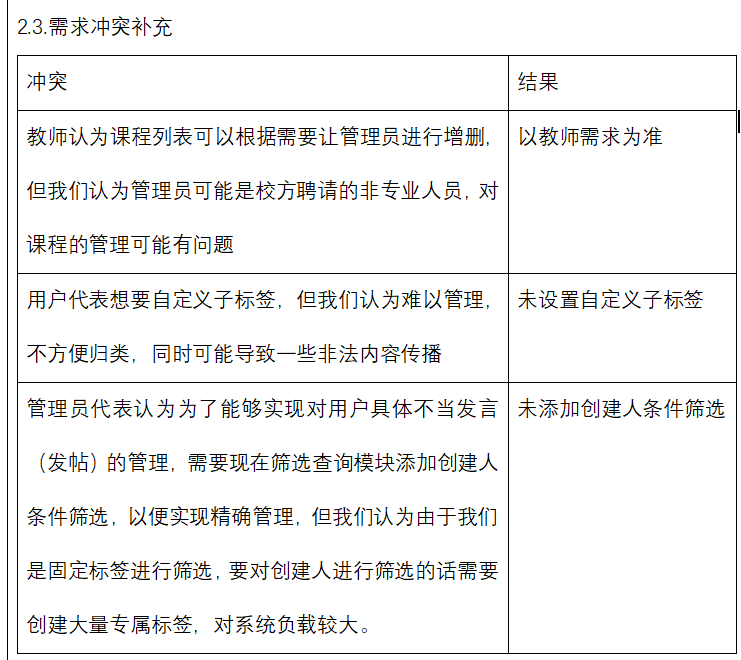 2.3.需求冲突补充
冲突
结果
教师认为课程列表可以根据需要让管理员进行增删，
但我们认为管理员可能是校方聘请的非专业人员，对
课程的管理可能有问题
以教师需求为准
用户代表想要自定义子标签，但我们认为难以管理，
不方便归类，同时可能导致一些非法内容传播
未设置自定义子标签
管理员代表认为为了能够实现对用户具体不当发言
（发帖）的管理，需要现在筛选查询模块添加创建人
条件筛选，以便实现精确管理，但我们认为由于我们
是固定标签进行筛选，要对创建人进行筛选的话需要
创建大量专属标签，对系统负载较大。
未添加创建人条件筛选